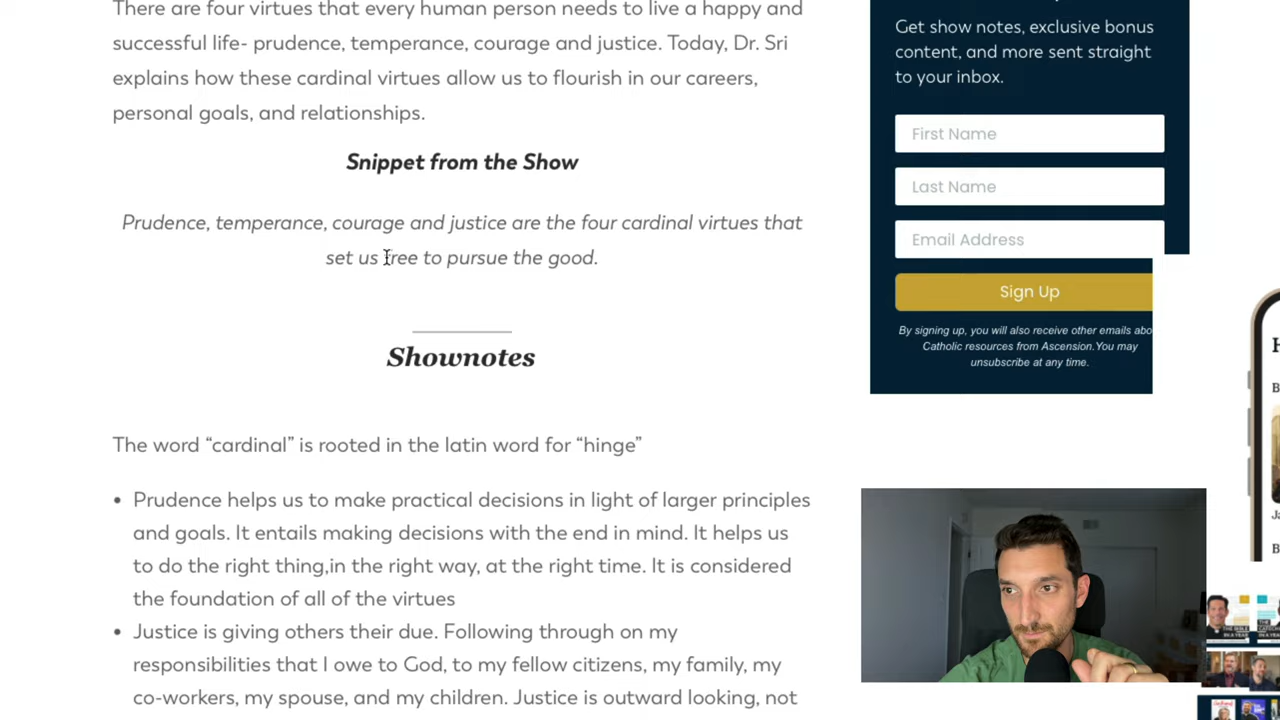 There are four virtues that every human person needs to live a happy and
successful life- prudence, temperance, courage and justice. Today, Dr. Sri
explains how these cardinal virtues allow us to flourish in our careers,
personal goals, and relationships.
Snippet from the Show
Prudence, temperance, courage and justice are the four cardinal virtues that
set us free to pursue the good.
Shownotes
The word “cardinal” is rooted in the latin word for “hinge”
• Prudence helps us to make practical decisions in light of larger principles
and goals. It entails making decisions with the end in mind. It helps us
to do the right thing,in the right way, at the right time. It is considered
the foundation of all of the virtues
• Justice is giving others their due. Following through on my
responsibilities that I owe to God, to my fellow citizens, my family, my
co-workers, my spouse, and my children. Justice is outward looking, not
Get show notes, exclusive bonus
content, and more sent straight
to your inbox.
First Name
Last Name
Email Address
Sign Up
By signing up, you will also receive other emails abo
Catholic resources from Ascension.You may
unsubscribe at any time.